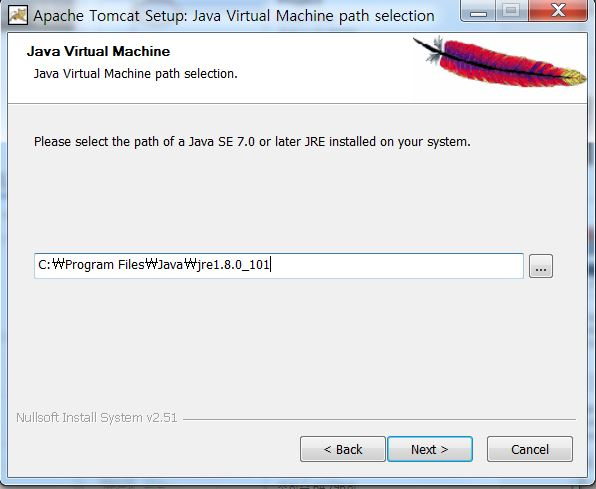 Apache Tomcat Setup: Java Virtual Machine path selection
Java Virtual Machine
Java Virtual Machine path selection.
Please select the path of a Java SE 7.0 or later JRE installed on your system.
C:₩Program Files₩Java₩jre1.8.0_101
...
Nullsoft Install System v2.51
< Back
Next >
Cancel